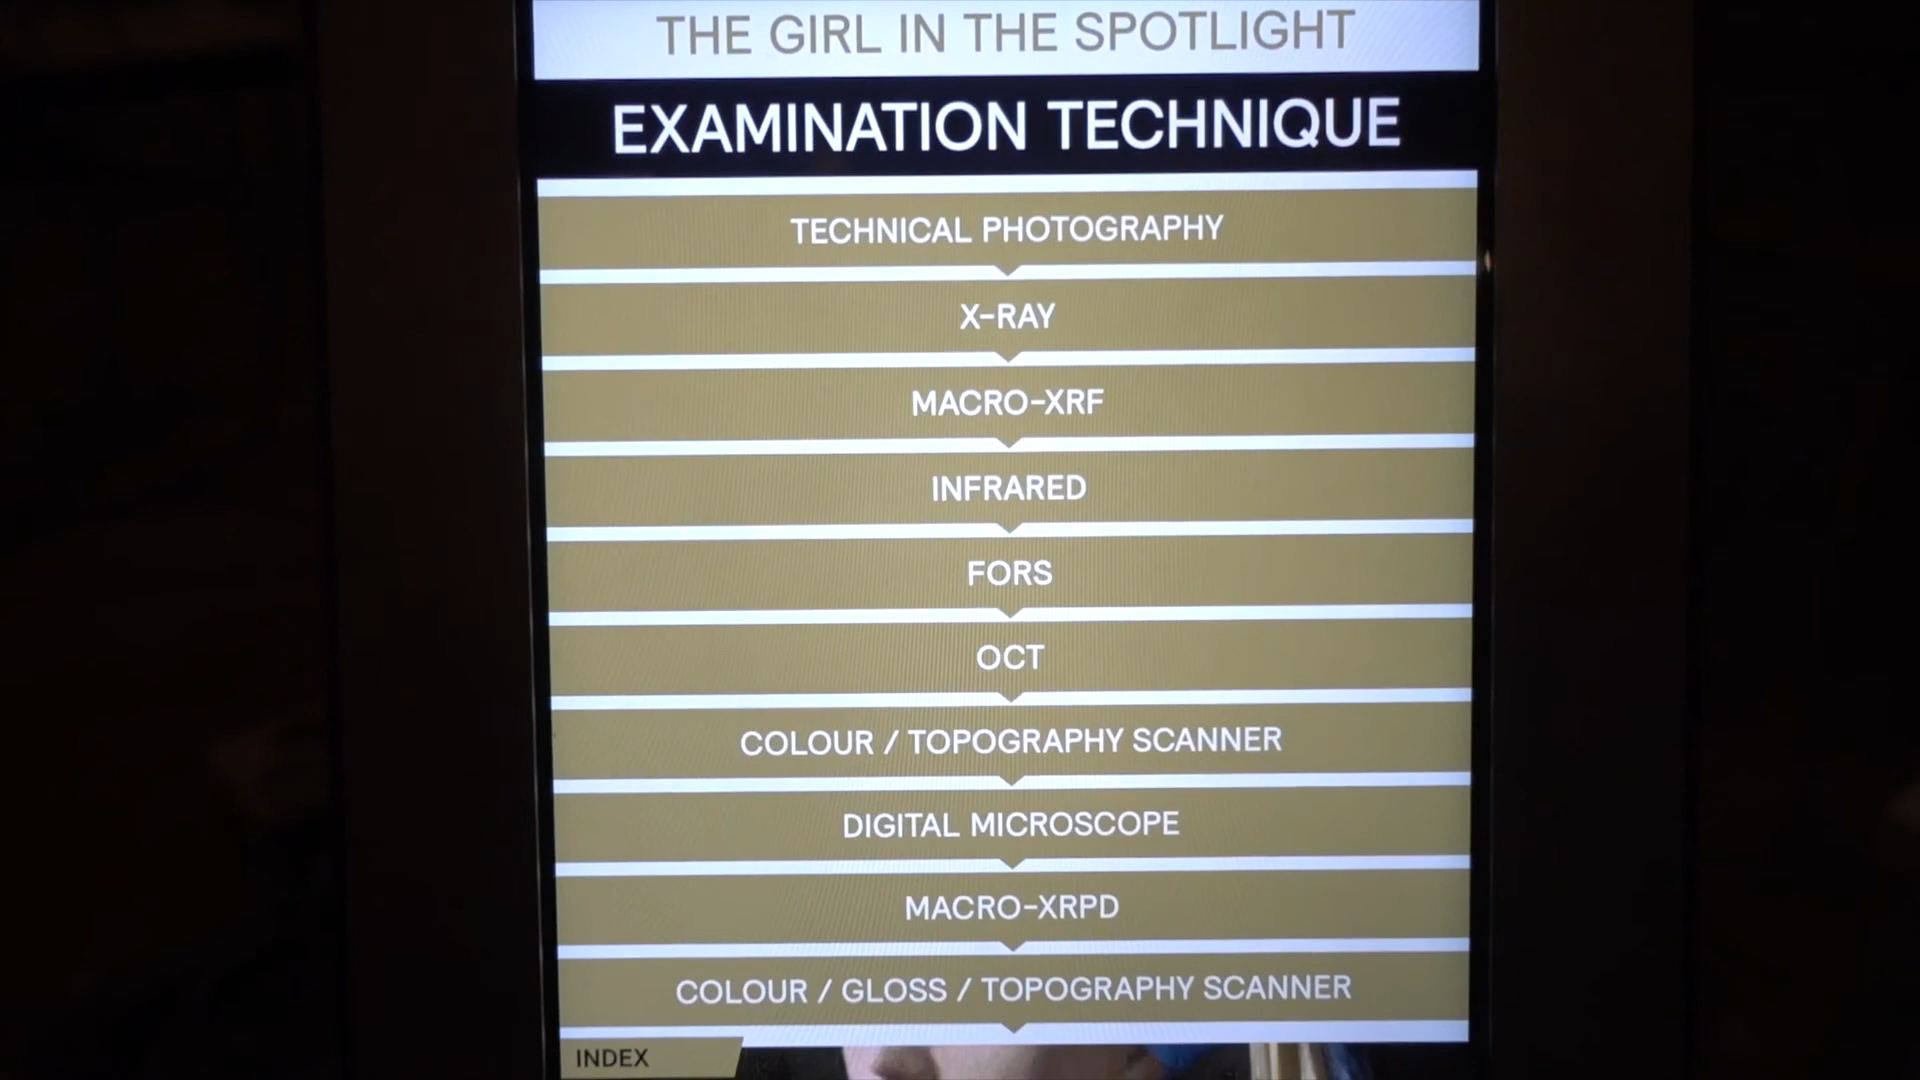 THE GIRL IN THE SPOTLIGHT
EXAMINATION TECHNIQUE
TECHNICAL PHOTOGRAPHY
X-RAY
MACRO-XRF
INFRARED
FORS
OCT
COLOUR / TOPOGRAPHY SCANNER
DIGITAL MICROSCOPE
MACRO-XRPD
COLOUR / GLOSS / TOPOGRAPHY SCANNER
INDEX